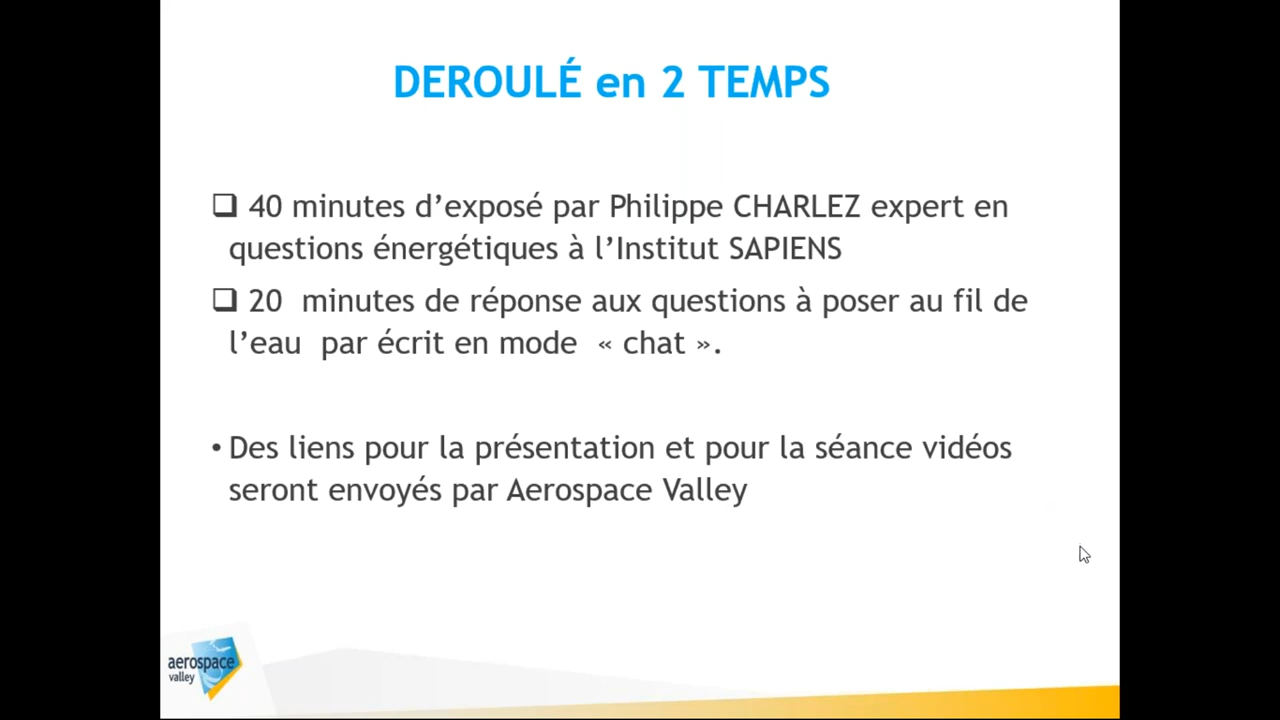 DEROULÉ en 2 TEMPS
❑ 40 minutes d’exposé par Philippe CHARLEZ expert en
questions énergétiques à l’Institut SAPIENS
❑ 20  minutes de réponse aux questions à poser au fil de
l’eau  par écrit en mode  « chat ».
• Des liens pour la présentation et pour la séance vidéos
seront envoyés par Aerospace Valley
aerospace
valley